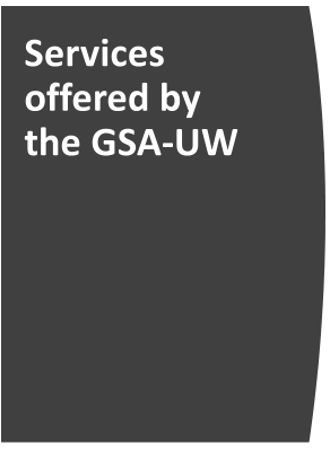 Services
offered by
the GSA-UW